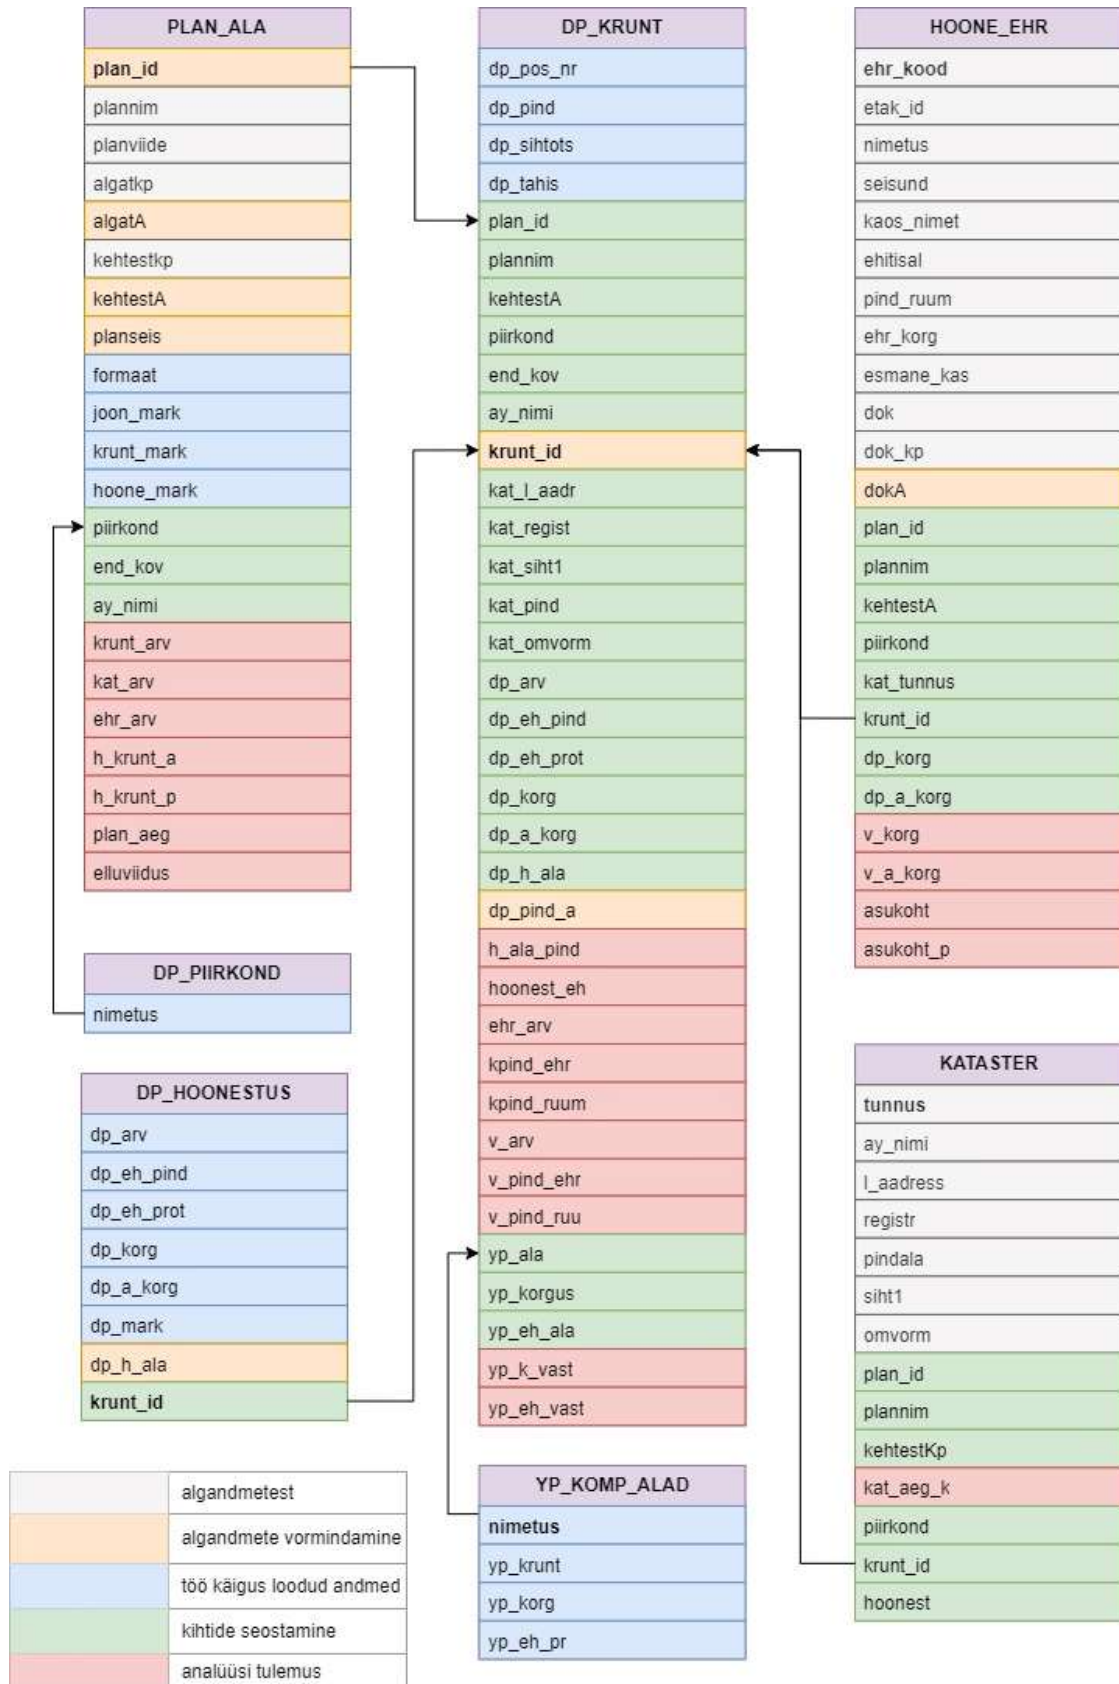 PLAN_ALA
plan_id
plannim
planviide
algatkp
algatA
kehtestkp
kehtestA
planseis
formaat
joon_mark
krunt_mark
hoone_mark
piirkond
end_kov
ay_nimi
krunt_arv
kat_arv
ehr_arv
h_krunt_a
h_krunt_p
plan_aeg
elluviidus
DP_PIIRKOND
nimetus
DP_HOONESTUS
dp_arv
dp_eh_pind
dp_eh_prot
dp_korg
dp_a_korg
dp_mark
dp_h_ala
krunt_id
DP_KRUNT
dp_pos_nr
dp_pind
dp_sihtots
dp_tahis
plan_id
plannim
kehtestA
piirkond
end_kov
ay_nimi
krunt_id
kat_l_aadr
kat_regist
kat_siht1
kat_pind
kat_omvorm
dp_arv
dp_eh_pind
dp_eh_prot
dp_korg
dp_a_korg
dp_h_ala
dp_pind_a
h_ala_pind
hoonest_eh
ehr_arv
kpind_ehr
kpind_ruum
v_arv
v_pind_ehr
v_pind_ruu
yp_ala
yp_korgus
yp_eh_ala
yp_k_vast
yp_eh_vast
YP_KOMP_ALAD
nimetus
yp_krunt
yp_korg
yp_eh_pr
HOONE_EHR
ehr_kood
etak_id
nimetus
seisund
kaos_nimet
ehitisal
pind_ruum
ehr_korg
esmane_kas
dok
dok_kp
dokA
plan_id
plannim
kehtestA
piirkond
kat_tunnus
krunt_id
dp_korg
dp_a_korg
v_korg
v_a_korg
asukoht
asukoht_p
KATASTER
tunnus
ay_nimi
l_aadress
registr
pindala
siht1
omvorm
plan_id
plannim
kehtestKp
kat_aeg_k
piirkond
krunt_id
hoonest
algandmetest
algandmete vormindamine
töö käigus loodud andmed
kihtide seostamine
analüüsi tulemus